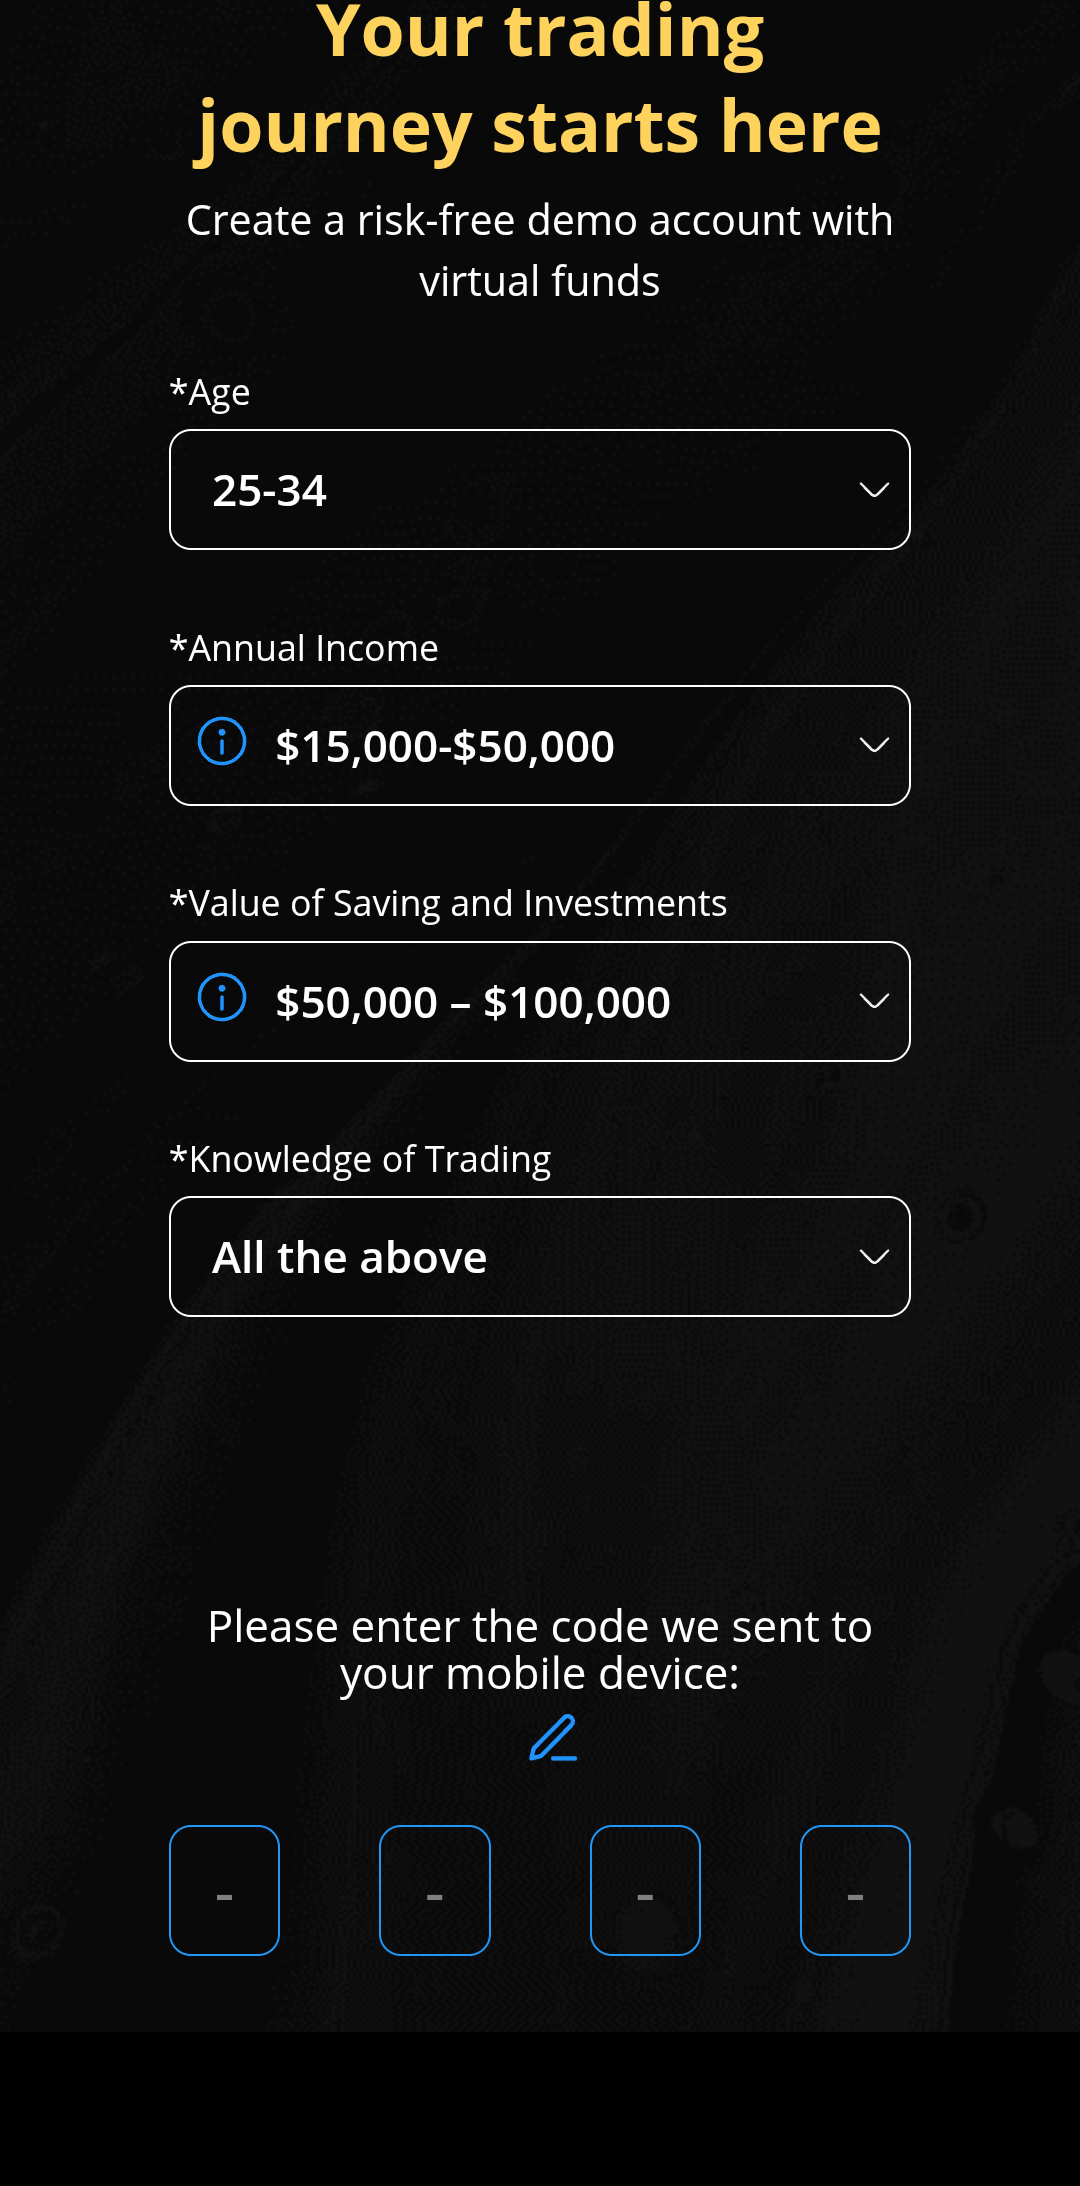 Your trading
journey starts here
Create a risk-free demo account with
virtual funds
*Age
25-34
*Annual Income
$15,000-$50,000
*Value of Saving and Investments
$50,000 – $100,000
*Knowledge of Trading
All the above
Please enter the code we sent to
your mobile device:
- - - -